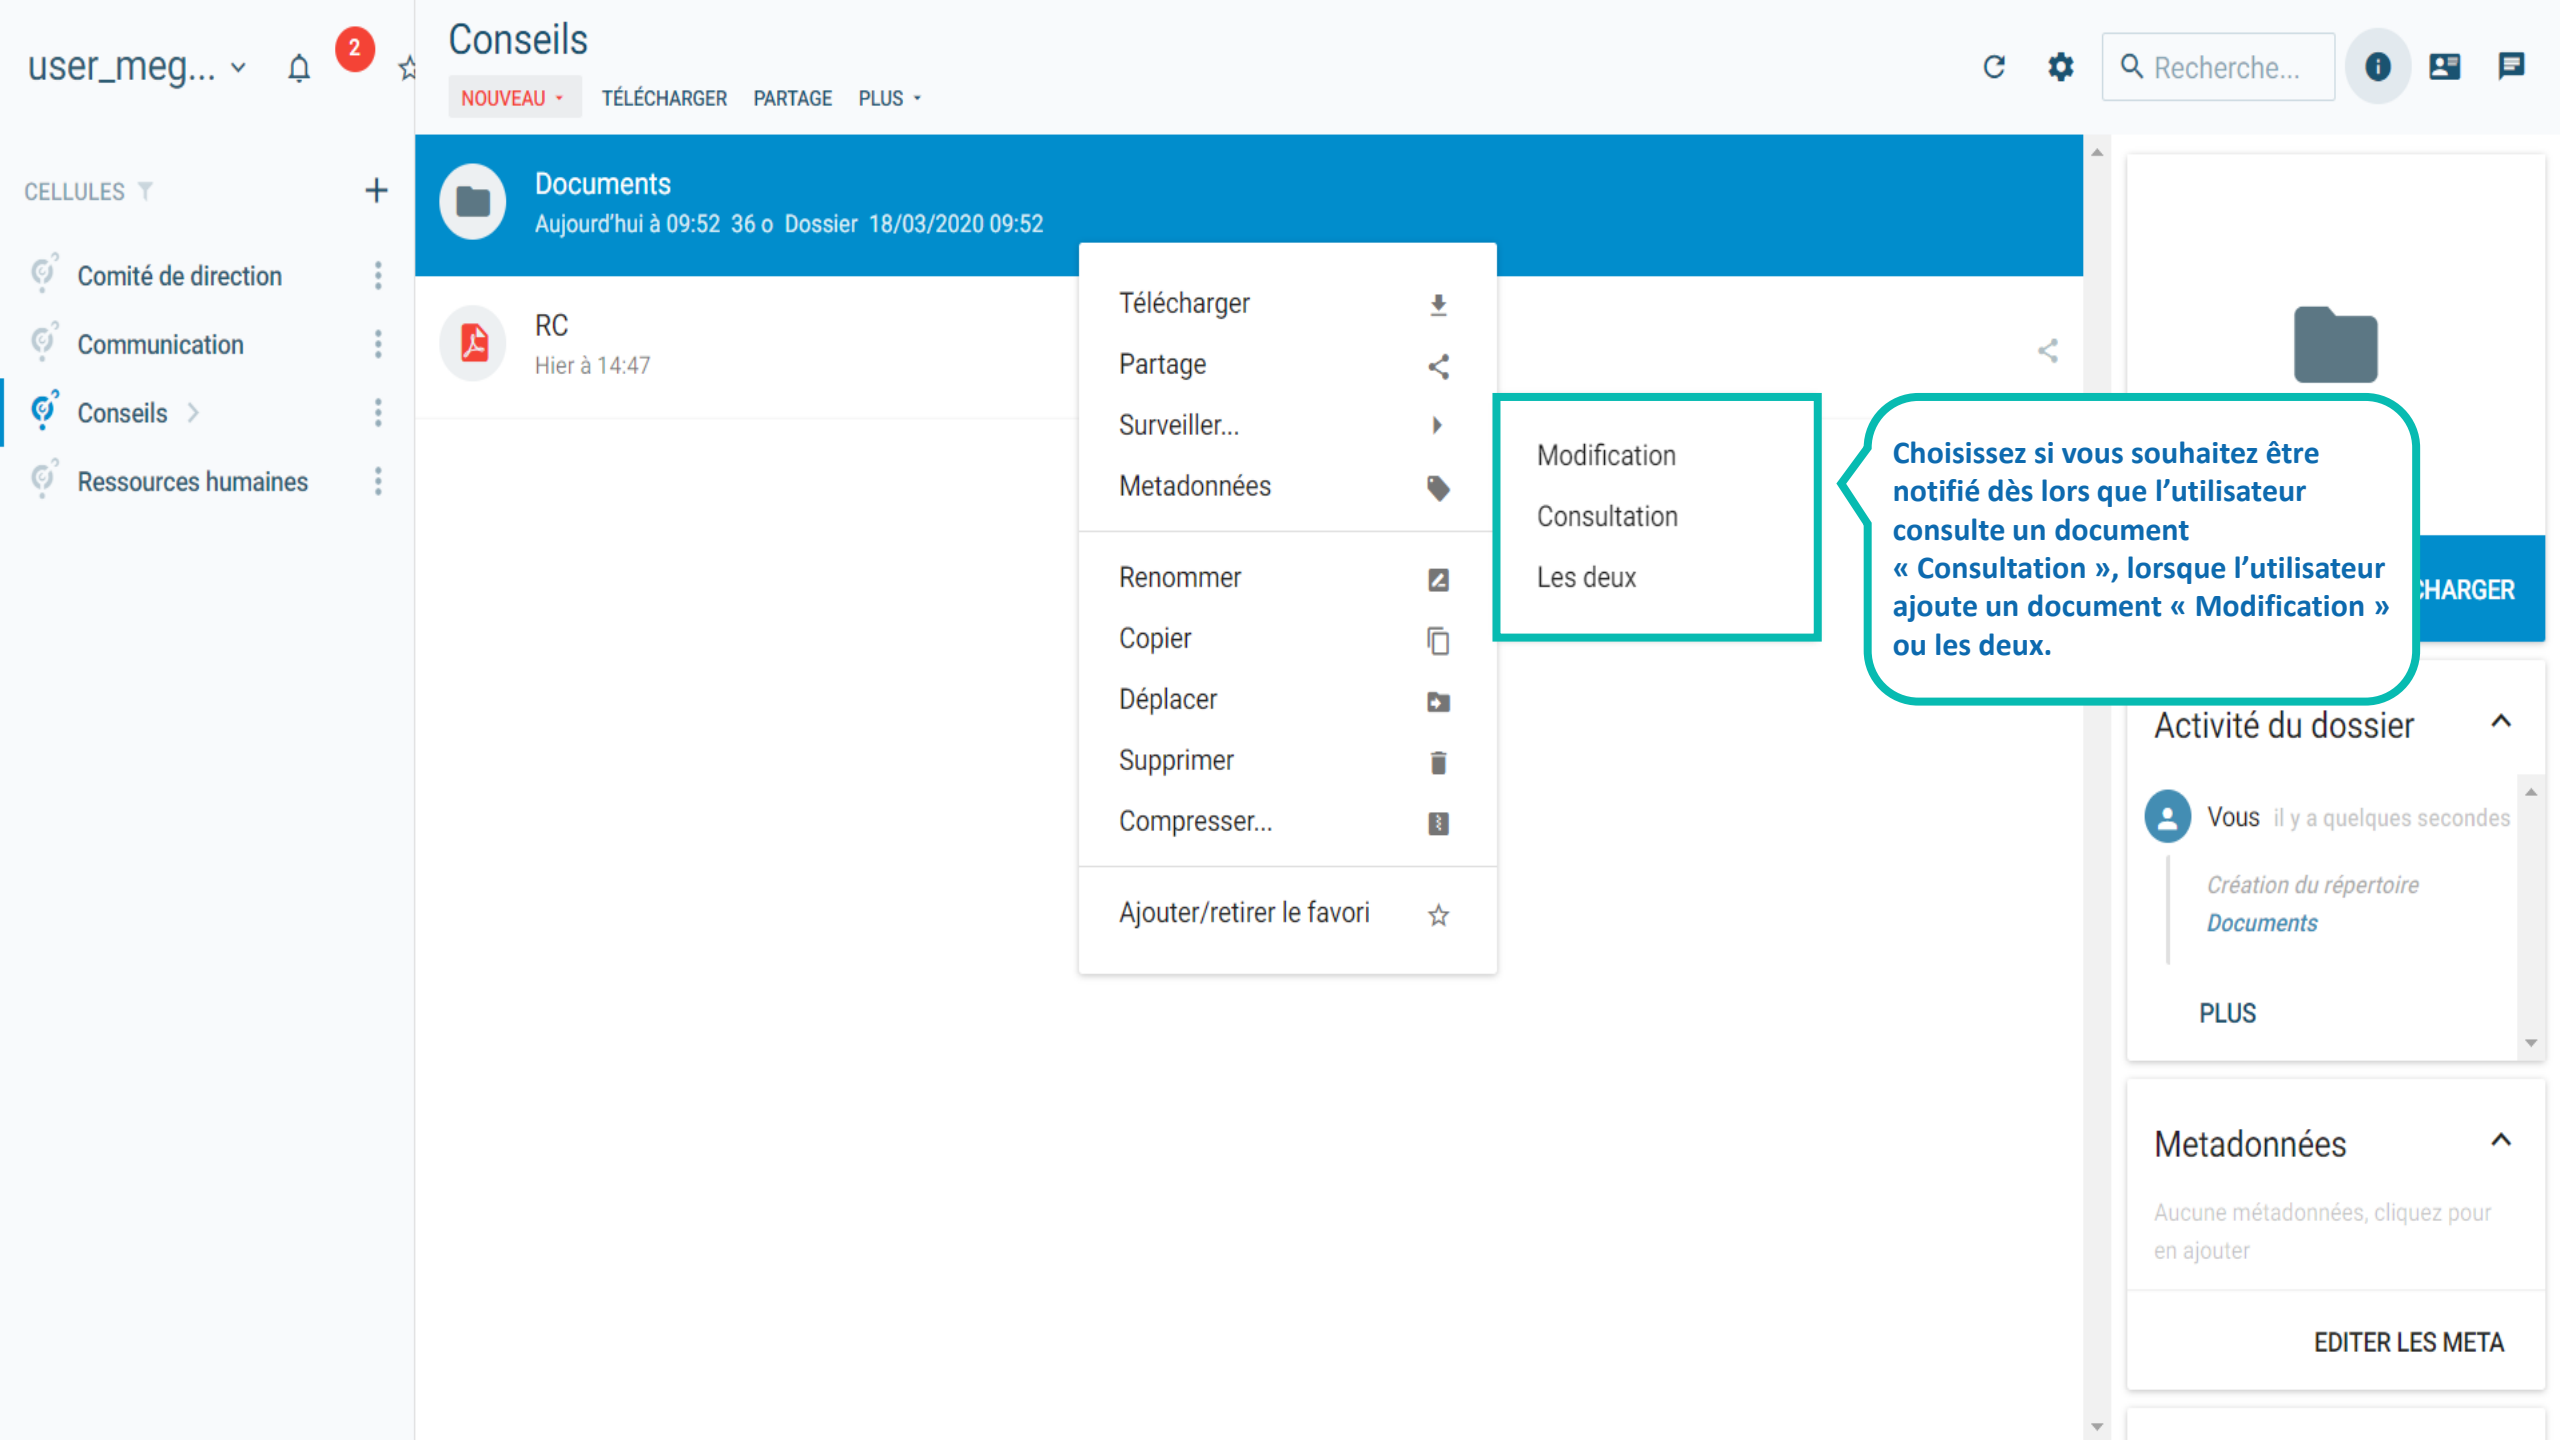 user_meg...
2
CELLULES
Comité de direction
Communication
Conseils
Ressources humaines
Conseils
NOUVEAU
TÉLÉCHARGER
PARTAGE
PLUS
Recherche...
Documents
Aujourd'hui à 09:52 36 o Dossier 18/03/2020 09:52
RC
Hier à 14:47
Télécharger
Partage
Surveiller...
Metadonnées
Renommer
Copier
Déplacer
Supprimer
Compresser...
Ajouter/retirer le favori
Modification
Consultation
Les deux
Choisissez si vous souhaitez être
notifié dès lors que l’utilisateur
consulte un document
« Consultation », lorsque l’utilisateur
ajoute un document « Modification »
ou les deux.
Activité du dossier
Vous il y a quelques secondes
Création du répertoire
Documents
PLUS
Metadonnées
Aucune métadonnées, cliquez pour
en ajouter
EDITER LES META